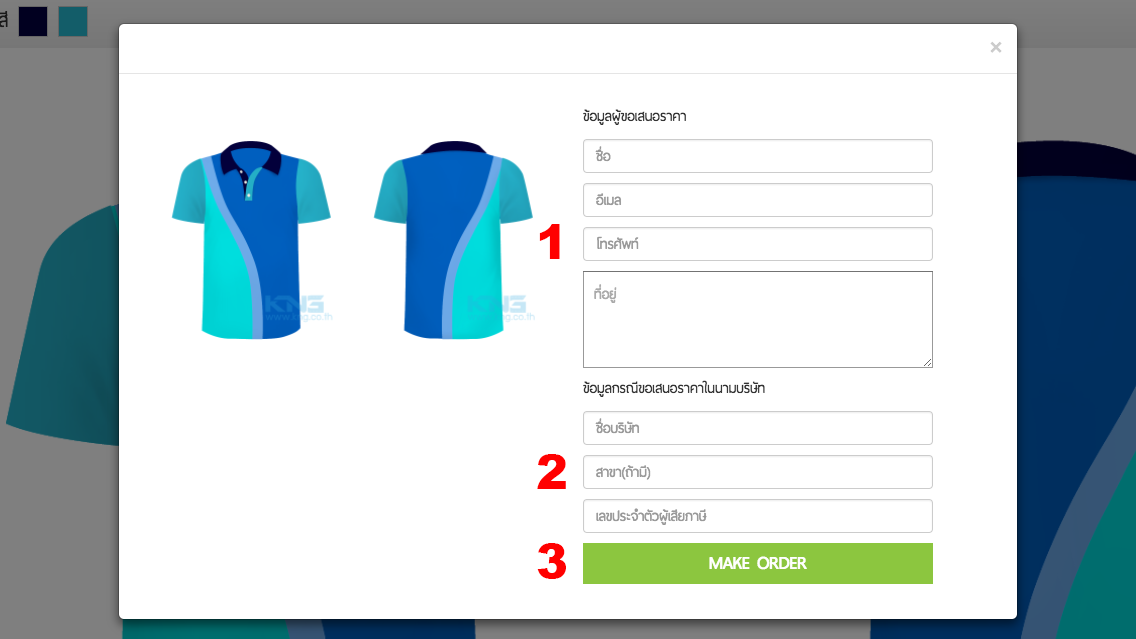 สี
×
ข้อมูลผู้ขอเสนอราคา
ชื่อ
อีเมล
1
โทรศัพท์
ที่อยู่
KNG
www.king.co.th
KNG
www.king.co.th
ข้อมูลกรณีขอเสนอราคาในนามบริษัท
ชื่อบริษัท
2
สาขา(ถ้ามี)
เลขประจำตัวผู้เสียภาษี
3
MAKE ORDER